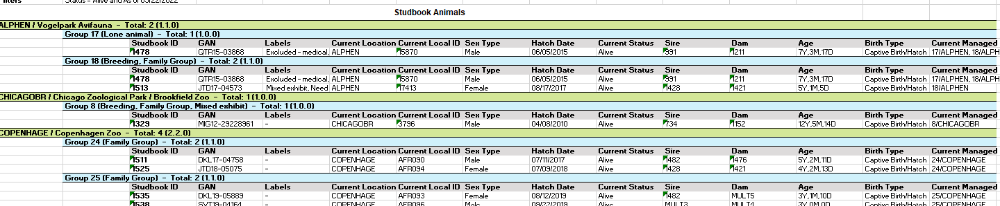 Status - Alive and As of 09/22/2022
Studbook Animals
ALPHEN / Vogelpark Avifauna - Total: 2 (1.1.0)
Group 17 (Lone animal) - Total: 1 (1.0.0)
Studbook ID GAN Labels Current Location Current Local ID Sex Type Hatch Date Current Status Sire Dam Age Birth Type Current Managed
1478 QTR15-03868 Excluded - medical, ALPHEN 15870 Male 06/05/2015 Alive 991 1211 7Y,3M,17D Captive Birth/Hatch 17/ALPHEN, 18/ALPH
Group 18 (Breeding, Family Group) - Total: 2 (1.1.0)
Studbook ID GAN Labels Current Location Current Local ID Sex Type Hatch Date Current Status Sire Dam Age Birth Type Current Managed
1478 QTR15-03868 Excluded - medical, ALPHEN 15870 Male 06/05/2015 Alive 991 1211 7Y,3M,17D Captive Birth/Hatch 17/ALPHEN, 18/ALPH
1513 JTD17-04573 Mixed exhibit, Need ALPHEN 17413 Female 08/17/2017 Alive 1428 1421 5Y,1M,5D Captive Birth/Hatch 18/ALPHEN
CHICAGOBR / Chicago Zoological Park / Brookfield Zoo - Total: 1 (1.0.0)
Group 8 (Breeding, Family Group, Mixed exhibit) - Total: 1 (1.0.0)
Studbook ID GAN Labels Current Location Current Local ID Sex Type Hatch Date Current Status Sire Dam Age Birth Type Current Managed
1329 MIG12-29228961 - CHICAGOBR 3796 Male 04/08/2010 Alive 734 1152 12Y,5M,14D Captive Birth/Hatch 8/CHICAGOBR
COPENHAGE / Copenhagen Zoo - Total: 4 (2.2.0)
Group 24 (Family Group) - Total: 2 (1.1.0)
Studbook ID GAN Labels Current Location Current Local ID Sex Type Hatch Date Current Status Sire Dam Age Birth Type Current Managed
1511 DKL17-04758 - COPENHAGE AFR090 Male 07/11/2017 Alive 1482 1476 5Y,2M,11D Captive Birth/Hatch 24/COPENHAGE
1525 JTD18-05075 - COPENHAGE AFR094 Female 07/09/2018 Alive 1428 1421 4Y,2M,13D Captive Birth/Hatch 24/COPENHAGE
Group 25 (Family Group) - Total: 2 (1.1.0)
Studbook ID GAN Labels Current Location Current Local ID Sex Type Hatch Date Current Status Sire Dam Age Birth Type Current Managed
1535 DKL19-05889 - COPENHAGE AFR093 Female 08/12/2019 Alive 1482 MULT5 3Y,1M,10D Captive Birth/Hatch 25/COPENHAGE
1538 SVT19-04164 - COPENHAGE AFR096 Male 09/22/2019 Alive MULT3 MULT4 3Y,0M,0D Captive Birth/Hatch 25/COPENHAGE